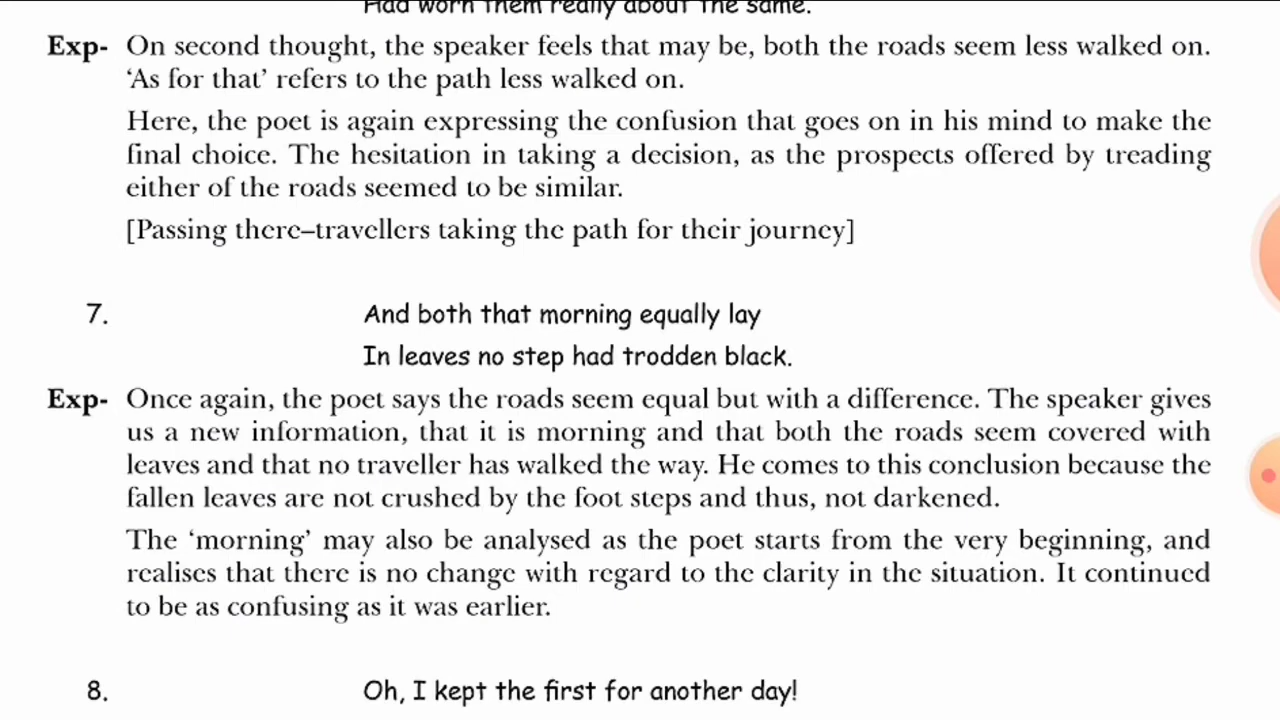 Had worn them really about the same.
Exp- On second thought, the speaker feels that may be, both the roads seem less walked on.
‘As for that’ refers to the path less walked on.
Here, the poet is again expressing the confusion that goes on in his mind to make the
final choice. The hesitation in taking a decision, as the prospects offered by treading
either of the roads seemed to be similar.
[Passing there–travellers taking the path for their journey]
7. And both that morning equally lay
In leaves no step had trodden black.
Exp- Once again, the poet says the roads seem equal but with a difference. The speaker gives
us a new information, that it is morning and that both the roads seem covered with
leaves and that no traveller has walked the way. He comes to this conclusion because the
fallen leaves are not crushed by the foot steps and thus, not darkened.
The ‘morning’ may also be analysed as the poet starts from the very beginning, and
realises that there is no change with regard to the clarity in the situation. It continued
to be as confusing as it was earlier.
8. Oh, I kept the first for another day!